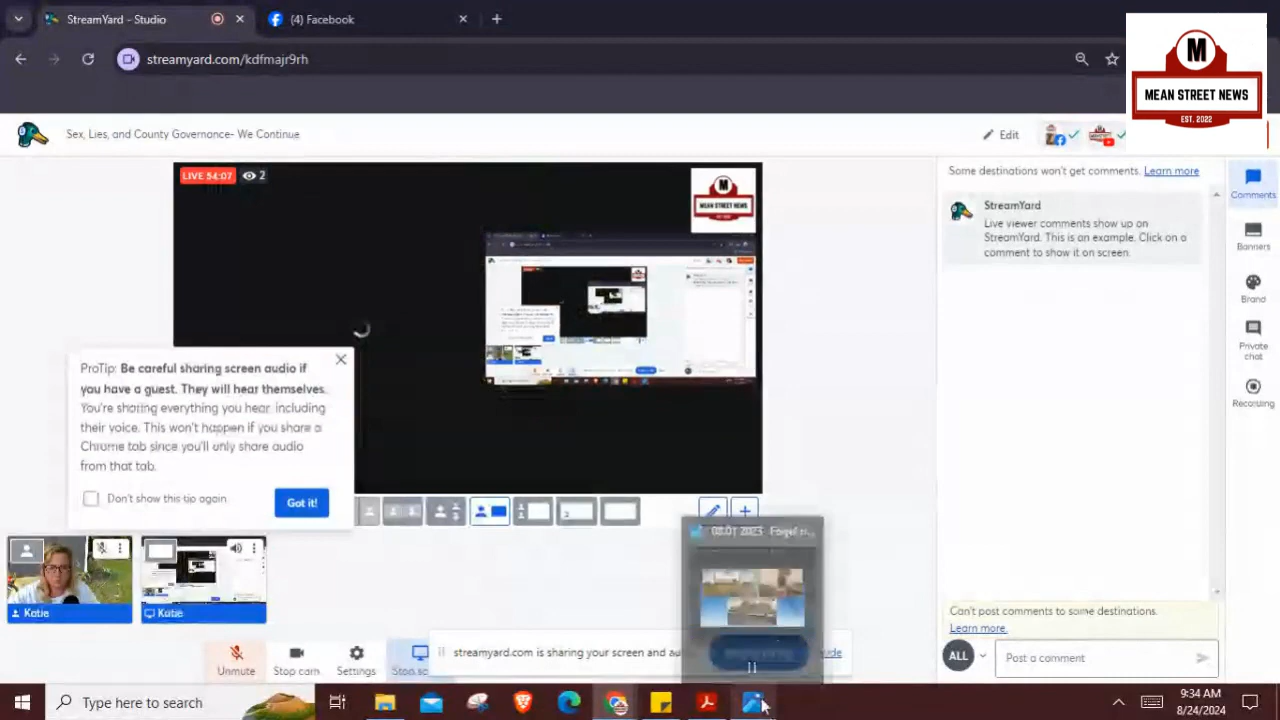 StreamYard - Studio
(4) Facebook
streamyard.com/kdfmajr9rh
M
MEAN STREET NEWS
EST. 2022
Sex, Lies, and County Governance- We Continue
Edit
LIVE 54:07
2
M
MEAN STREET NEWS
Some destinations won't get comments. Learn more
StreamYard
Live viewer comments show up on
StreamYard. This is an example. Click on a
comment to show it on screen.
Comments
Banners
Brand
Private
chat
Recording
ProTip: Be careful sharing screen audio if
you have a guest. They will hear themselves.
You're sharing everything you hear including
their voice. This won't happen if you share a
Chrome tab since you'll only share audio
from that tab.
Don't show this tip again
Got it!
Katie
Katie
Unmute
Stop cam
Settings
Stop
streamyard.com is sharing your screen and
Can't post comments to some destinations.
Learn more.
ALL
Post a comment
Type here to search
9:34 AM
8/24/2024